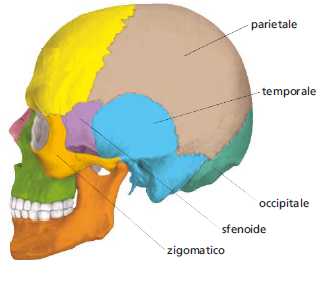 parietale
temporale
occipitale
sfenoide
zigomatico